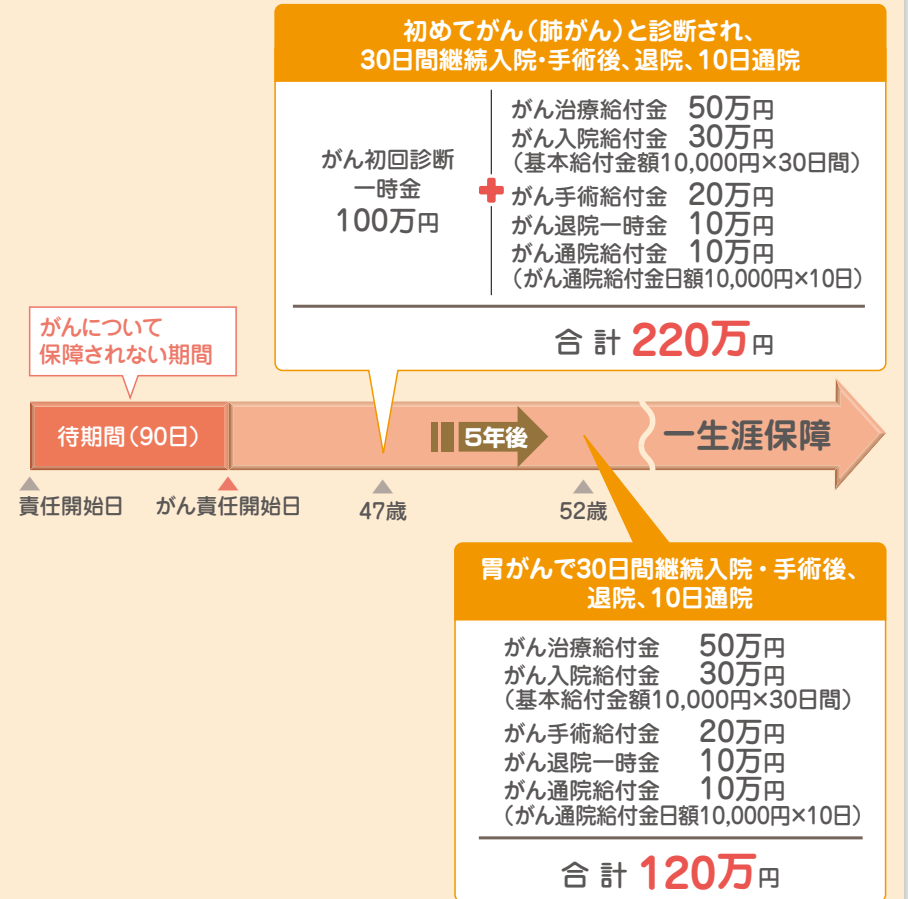 初めてがん（肺がん）と診断され、
30日間継続入院・手術後、退院、10日通院
がん初回診断
一時金
100万円
がん治療給付金 50万円
がん入院給付金 30万円
（基本給付金額10,000円×30日間）
がん手術給付金 20万円
がん退院一時金 10万円
がん通院給付金 10万円
（がん通院給付金日額10,000円×10日）
合計 220万円
がんについて
保障されない期間
待期間（90日）
5年後
一生涯保障
責任開始日
がん責任開始日
47歳
52歳
胃がんで30日間継続入院・手術後、
退院、10日通院
がん治療給付金 50万円
がん入院給付金 30万円
（基本給付金額10,000円×30日間）
がん手術給付金 20万円
がん退院一時金 10万円
がん通院給付金 10万円
（がん通院給付金日額10,000円×10日）
合計 120万円